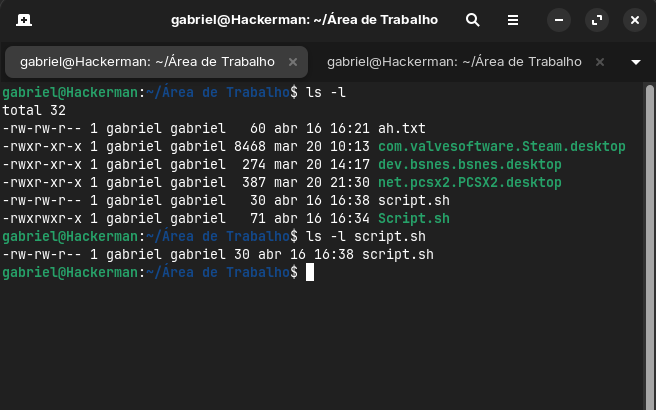 gabriel@Hackerman: ~/Área de Trabalho
gabriel@Hackerman: ~/Área de Trabalho
gabriel@Hackerman: ~/Área de Trabalho
gabriel@Hackerman:~/Área de Trabalho$ ls -l
total 32
-rw-rw-r-- 1 gabriel gabriel   60 abr 16 16:21 ah.txt
-rwxr-xr-x 1 gabriel gabriel 8468 mar 20 10:13 com.valvesoftware.Steam.desktop
-rwxr-xr-x 1 gabriel gabriel  274 mar 20 14:17 dev.bsnes.bsnes.desktop
-rwxr-xr-x 1 gabriel gabriel  387 mar 20 21:30 net.pcsx2.PCSX2.desktop
-rw-rw-r-- 1 gabriel gabriel   30 abr 16 16:38 script.sh
-rwxrwxr-x 1 gabriel gabriel   71 abr 16 16:34 Script.sh
gabriel@Hackerman:~/Área de Trabalho$ ls -l script.sh
-rw-rw-r-- 1 gabriel gabriel 30 abr 16 16:38 script.sh
gabriel@Hackerman:~/Área de Trabalho$